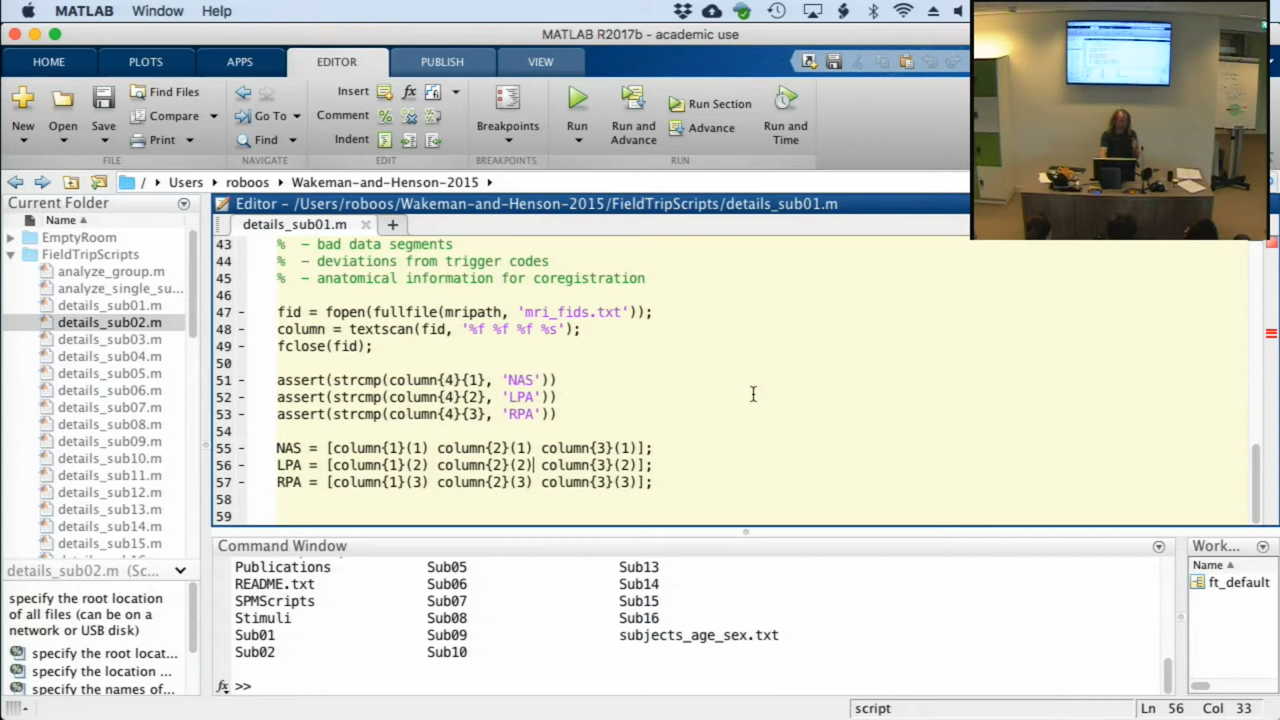 MATLAB Window Help
MATLAB R2017b - academic use
HOME PLOTS APPS EDITOR PUBLISH VIEW
New Open Save Find Files Compare Print Go To Find Insert Comment Indent fx Breakpoints Run Run and Advance Run Section Advance Run and Time
FILE NAVIGATE EDIT BREAKPOINTS RUN
/ Users roboos Wakeman-and-Henson-2015
Current Folder
Name
EmptyRoom
FieldTripScripts
analyze_group.m
analyze_single_su...
details_sub01.m
details_sub02.m
details_sub03.m
details_sub04.m
details_sub05.m
details_sub06.m
details_sub07.m
details_sub08.m
details_sub09.m
details_sub10.m
details_sub11.m
details_sub12.m
details_sub13.m
details_sub14.m
details_sub15.m
details_sub02.m (Sc...
specify the root location
of all files (can be on a
network or USB disk)
specify the root locat...
specify the location ...
specify the names of...
Editor - /Users/roboos/Wakeman-and-Henson-2015/FieldTripScripts/details_sub01.m
details_sub01.m
43 % - bad data segments
44 % - deviations from trigger codes
45 % - anatomical information for coregistration
46
47 - fid = fopen(fullfile(mripath, 'mri_fids.txt'));
48 - column = textscan(fid, '%f %f %f %s');
49 - fclose(fid);
50
51 - assert(strcmp(column{4}{1}, 'NAS'))
52 - assert(strcmp(column{4}{2}, 'LPA'))
53 - assert(strcmp(column{4}{3}, 'RPA'))
54
55 - NAS = [column{1}(1) column{2}(1) column{3}(1)];
56 - LPA = [column{1}(2) column{2}(2) column{3}(2)];
57 - RPA = [column{1}(3) column{2}(3) column{3}(3)];
58
59
Command Window
Publications Sub05 Sub13
README.txt Sub06 Sub14
SPMScripts Sub07 Sub15
Stimuli Sub08 Sub16
Sub01 Sub09 subjects_age_sex.txt
Sub02 Sub10
fx >>
Work...
Name
ft_default
script Ln 56 Col 33